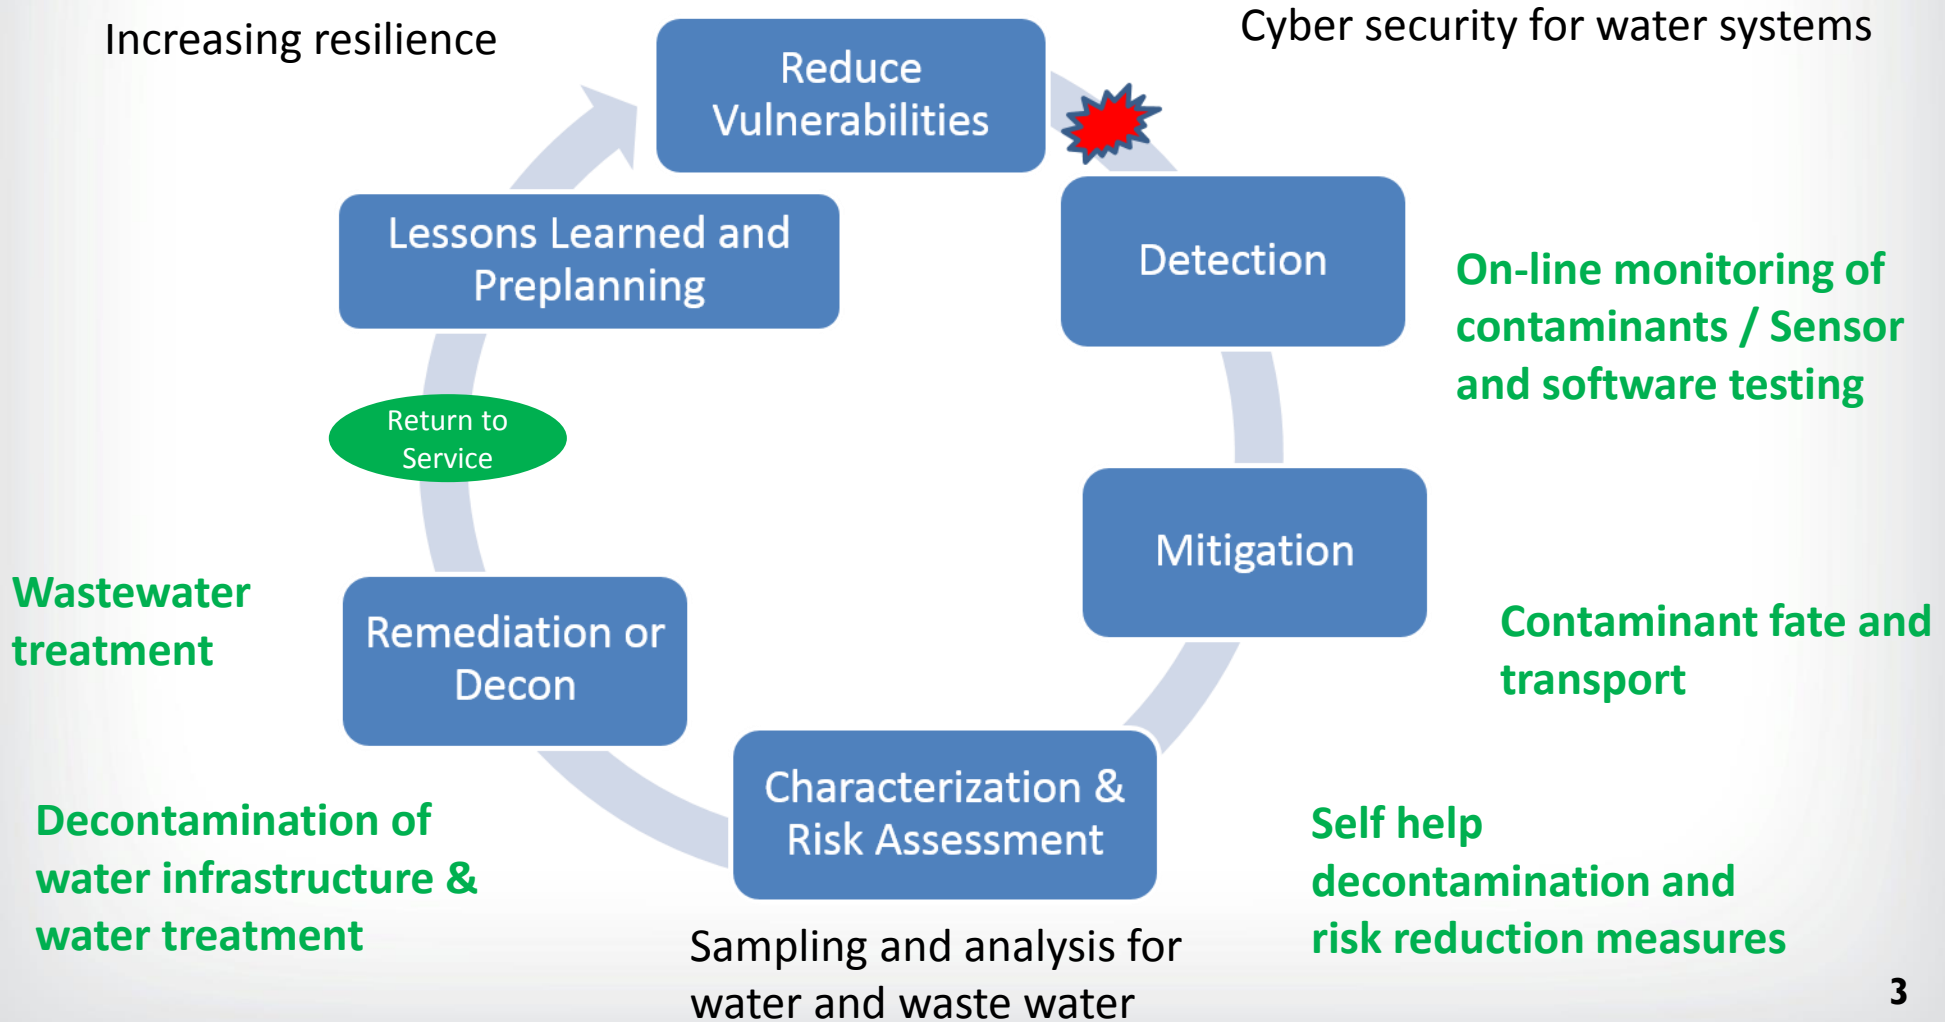 Increasing resilience
Cyber security for water systems
Reduce
Vulnerabilities
Lessons Learned and
Preplanning
Detection
On-line monitoring of
contaminants / Sensor
and software testing
Return to
Service
Mitigation
Wastewater
treatment
Remediation or
Decon
Contaminant fate and
transport
Characterization &
Risk Assessment
Decontamination of
water infrastructure &
water treatment
Self help
decontamination and
risk reduction measures
Sampling and analysis for
water and waste water
3